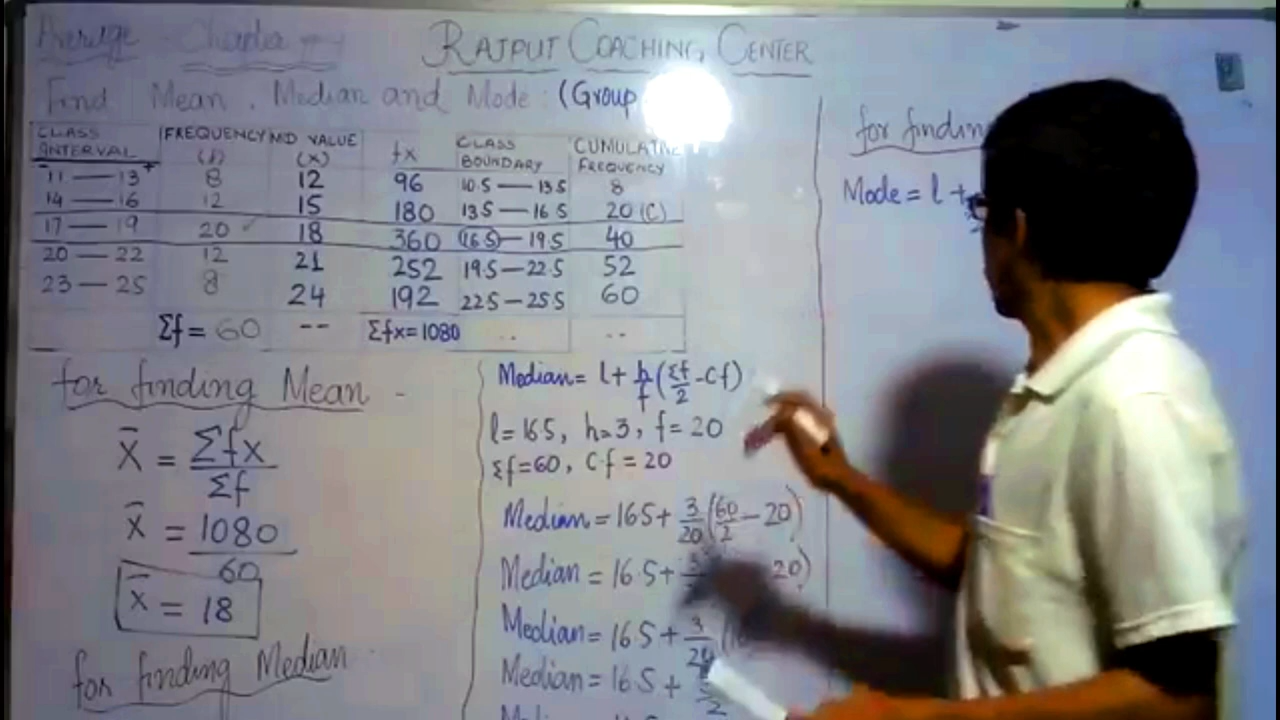 Average Chapter
RAJPUT COACHING CENTER
Find Mean, Median and Mode : (Group
CLASS INTERVAL FREQUENCY (f) MID VALUE (X) fx CLASS BOUNDARY CUMULATIVE FREQUENCY
11 — 13 8 12 96 10.5 — 13.5 8
14 — 16 12 15 180 13.5 — 16.5 20 (C)
17 — 19 20 18 360 16.5 — 19.5 40
20 — 22 12 21 252 19.5 — 22.5 52
23 — 25 8 24 192 22.5 — 25.5 60
Σf = 60 -- Σfx=1080 .. ..
for finding Mean -
X̄ = Σfx / Σf
X̄ = 1080 / 60
X̄ = 18
for finding Median
Median = l + h/f (Σf/2 - Cf)
l = 16.5, h = 3, f = 20
Σf=60, C.f = 20
Median = 16.5 + 3/20 (60/2 - 20)
Median = 16.5 + 20)
Median = 16.5 + 3/20
Median = 16.5 +
for finding
Mode = l +